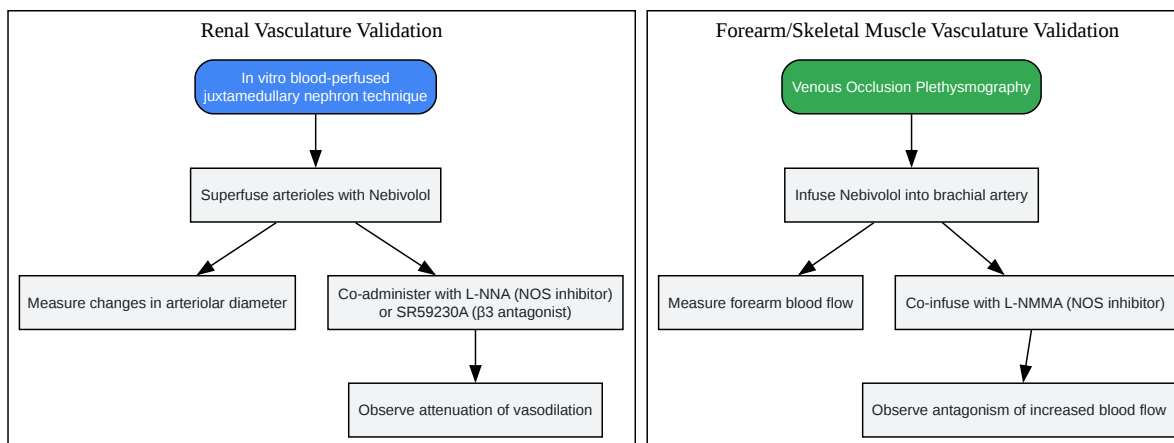 Renal Vasculature Validation
In vitro blood-perfused
juxtamedullary nephron technique
Superfuse arterioles with Nebivolol
Measure changes in arteriolar diameter
Co-administer with L-NNA (NOS inhibitor)
or SR59230A (β3 antagonist)
Observe attenuation of vasodilation
Forearm/Skeletal Muscle Vasculature Validation
Venous Occlusion Plethysmography
Infuse Nebivolol into brachial artery
Measure forearm blood flow
Co-infuse with L-NMMA (NOS inhibitor)
Observe antagonism of increased blood flow